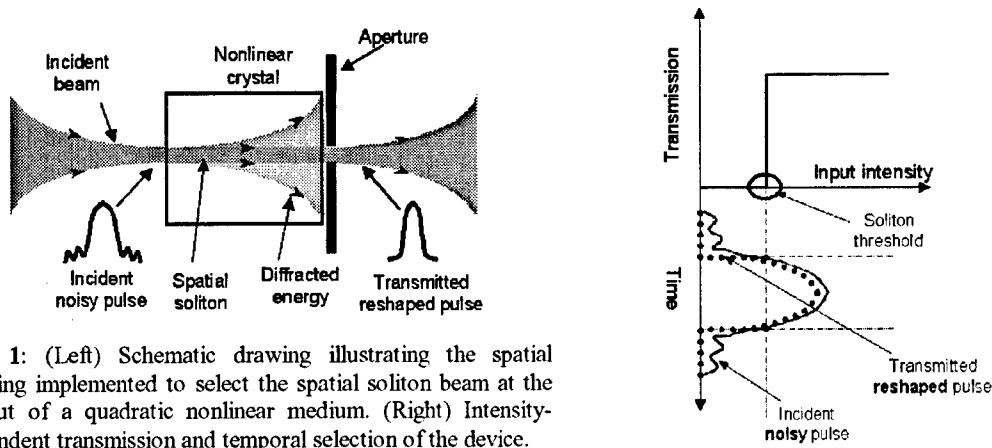 Aperture
Incident
beam
Nonlinear
crystal
Incident
noisy pulse
Spatial
soliton
Diffracted
energy
Transmitted
reshaped pulse
1: (Left) Schematic drawing illustrating the spatial
ing implemented to select the spatial soliton beam at the
ut of a quadratic nonlinear medium. (Right) Intensity-
ndent transmission and temporal selection of the device.
Transmission
Input intensity
Soliton
threshold
Time
Transmitted
reshaped pulse
Incident
noisy pulse